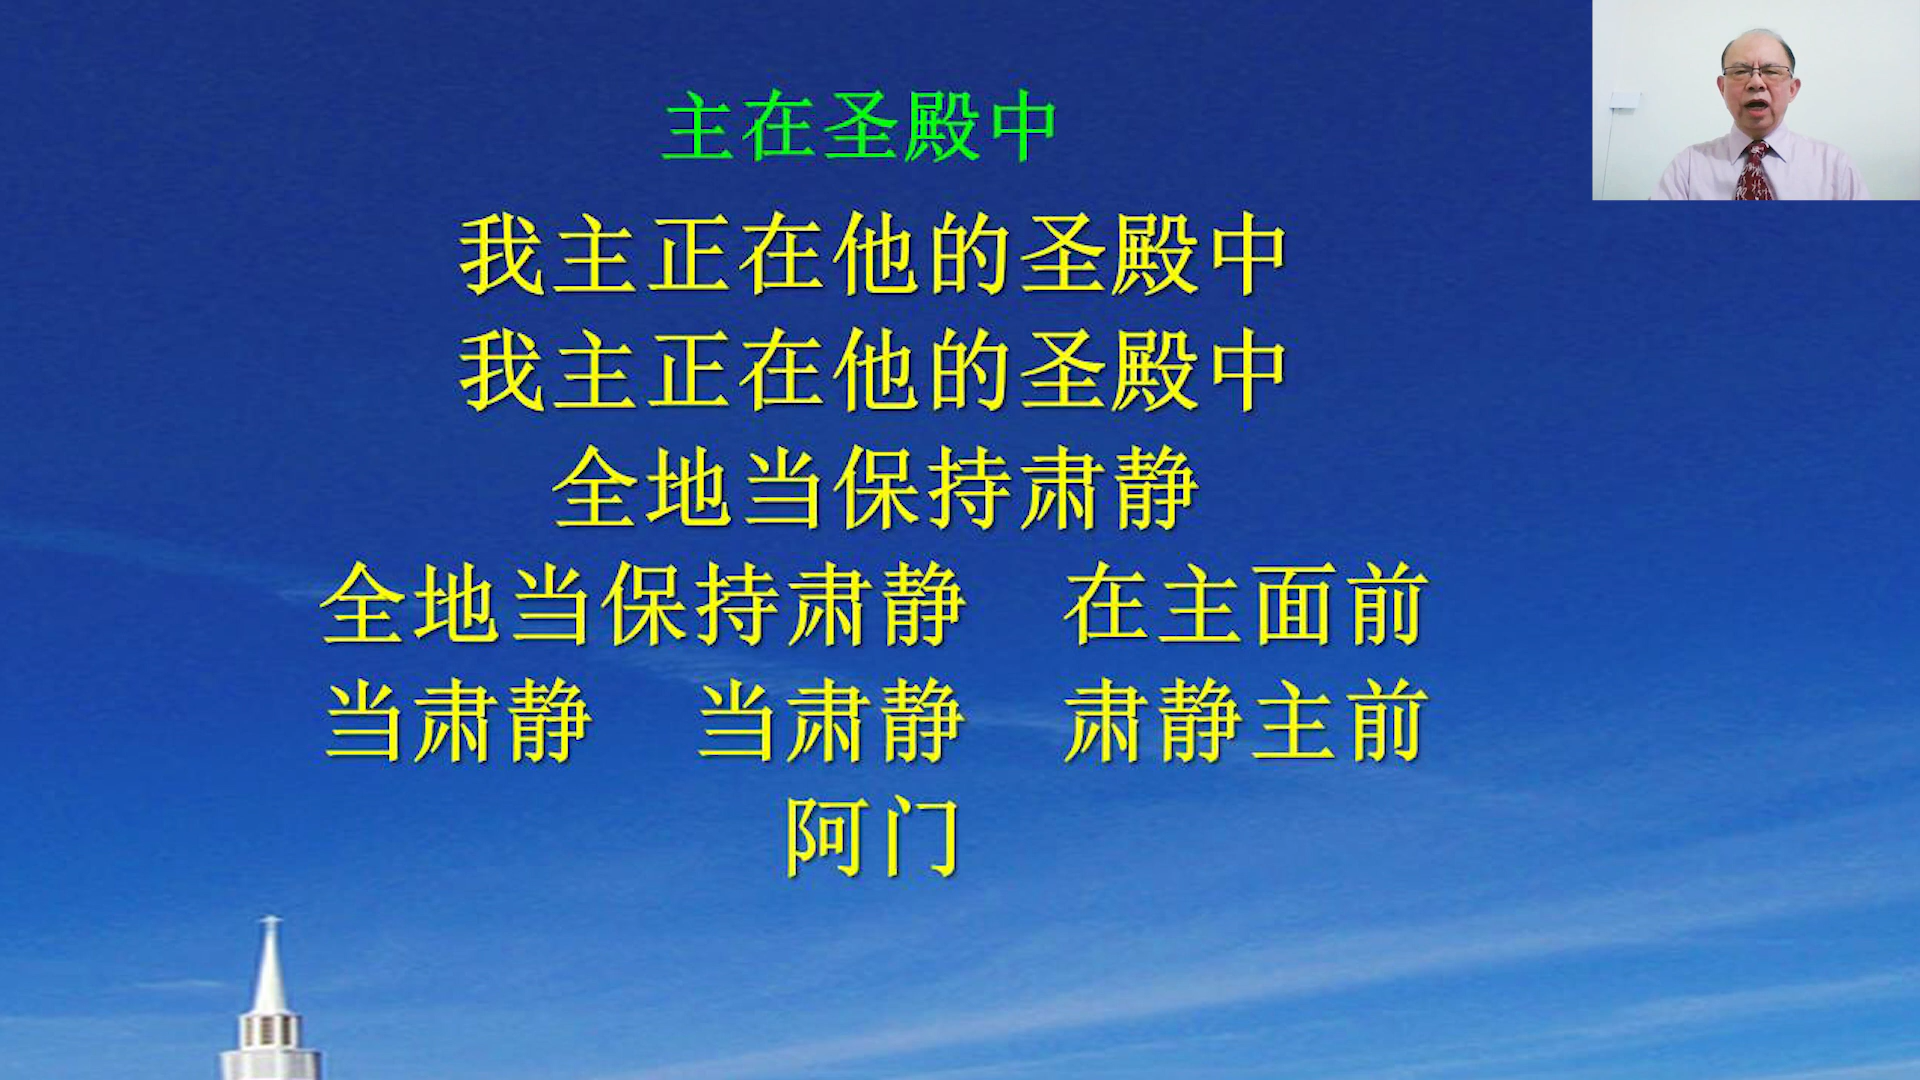 主在圣殿中
我主正在他的圣殿中
我主正在他的圣殿中
全地当保持肃静
全地当保持肃静　在主面前
当肃静　当肃静　肃静主前
阿门